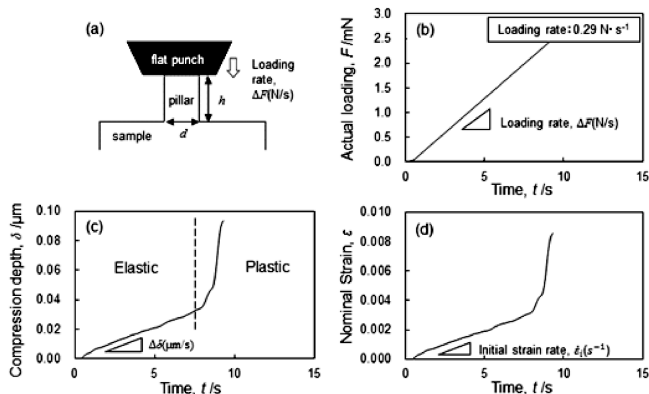 (a)
flat punch
Loading rate, ΔF(N/s)
pillar
h
sample
d
(b)
Loading rate:0.29 N· s⁻¹
Actual loading, F /mN
3.0
2.5
2.0
1.5
1.0
0.5
0.0
Loading rate, ΔF(N/s)
0 5 10 15
Time, t /s
(c)
Compression depth, δ /μm
0.10
0.08
0.06
0.04
0.02
0.00
Elastic
Plastic
Δδ(μm/s)
0 5 10 15
Time, t /s
(d)
Nominal Strain, ε
0.010
0.008
0.006
0.004
0.002
0.000
Initial strain rate, ε̇ᵢ(s⁻¹)
0 5 10 15
Time, t /s